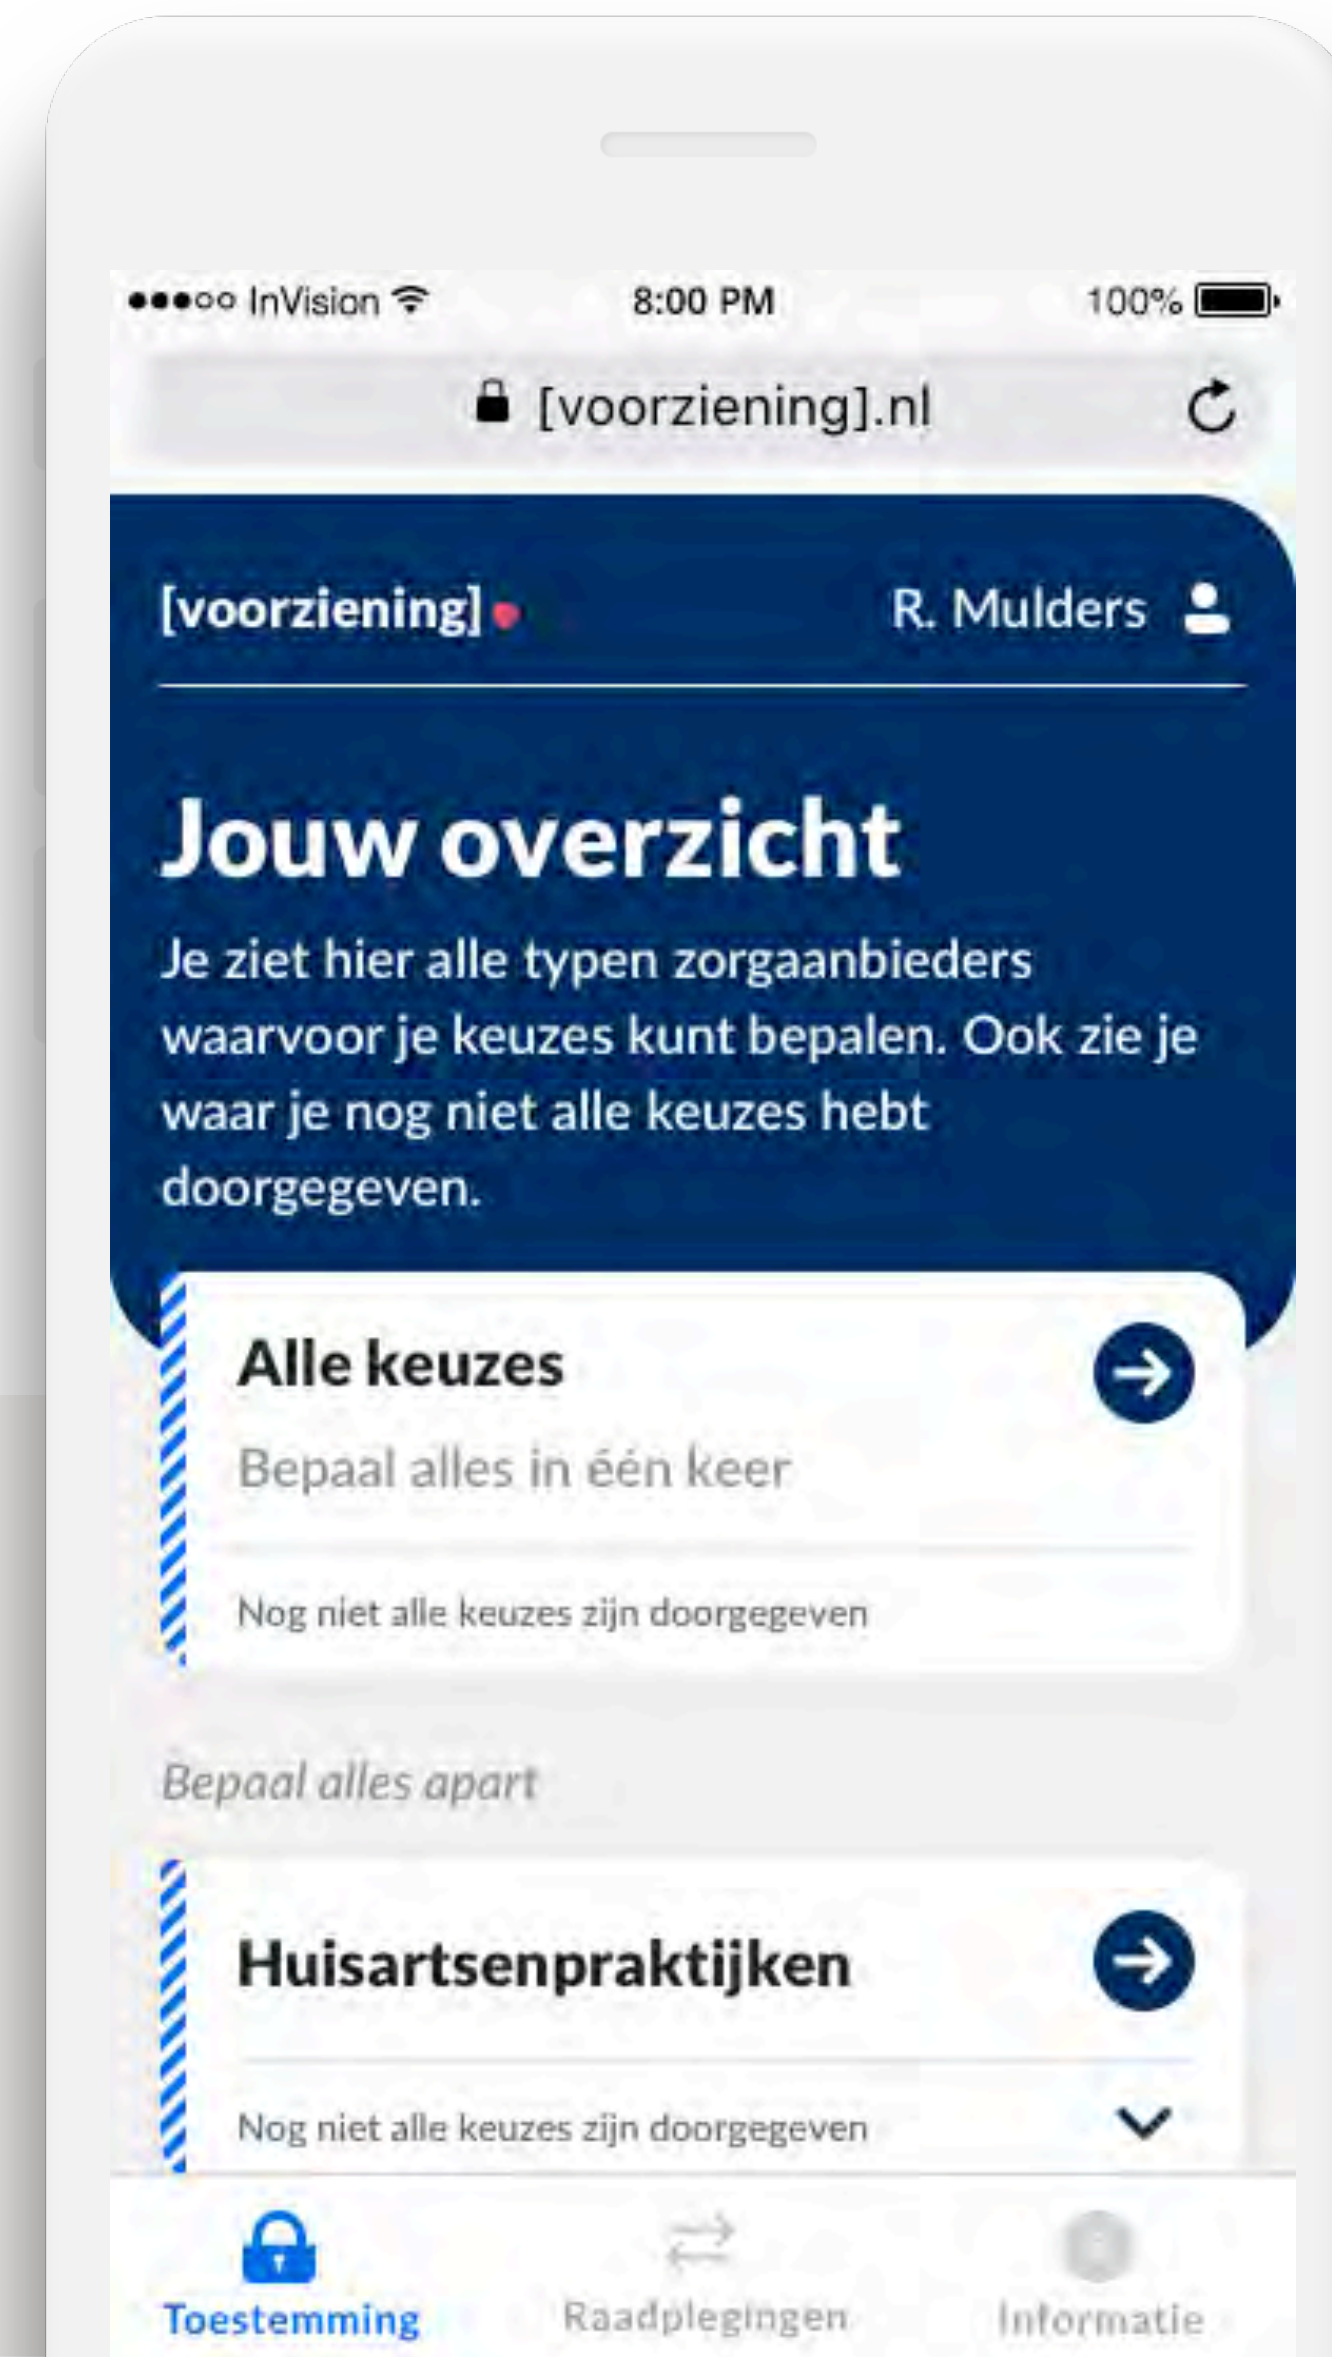 InVision 8:00 PM 100%
[voorziening].nl
[voorziening] R. Mulders
Jouw overzicht
Je ziet hier alle typen zorgaanbieders
waarvoor je keuzes kunt bepalen. Ook zie je
waar je nog niet alle keuzes hebt
doorgegeven.
Alle keuzes
Bepaal alles in één keer
Nog niet alle keuzes zijn doorgegeven
Bepaal alles apart
Huisartsenpraktijken
Nog niet alle keuzes zijn doorgegeven
Toestemming Raadplegingen Informatie